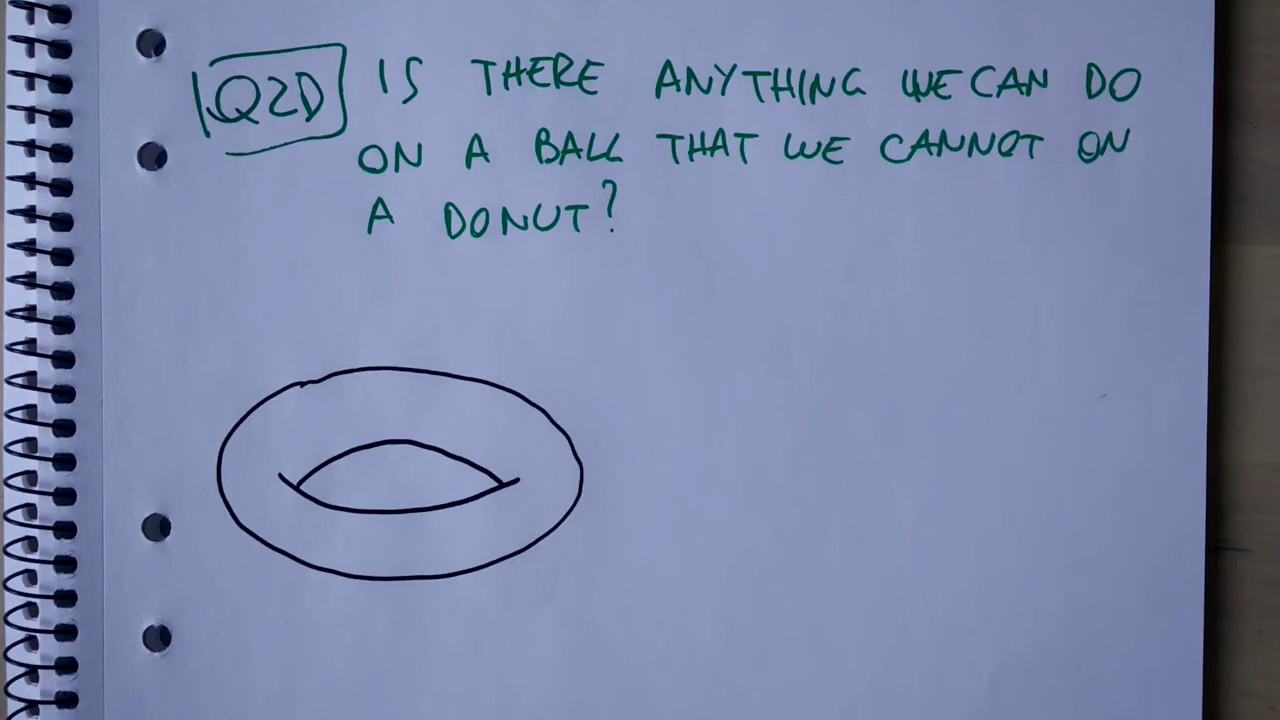 Q2D IS THERE ANYTHING WE CAN DO
ON A BALL THAT WE CANNOT ON
A DONUT?